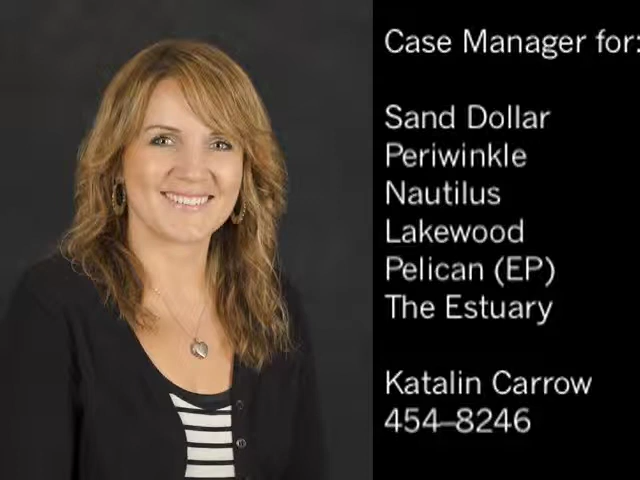 Case Manager for:
Sand Dollar
Periwinkle
Nautilus
Lakewood
Pelican (EP)
The Estuary
Katalin Carrow
454-8246